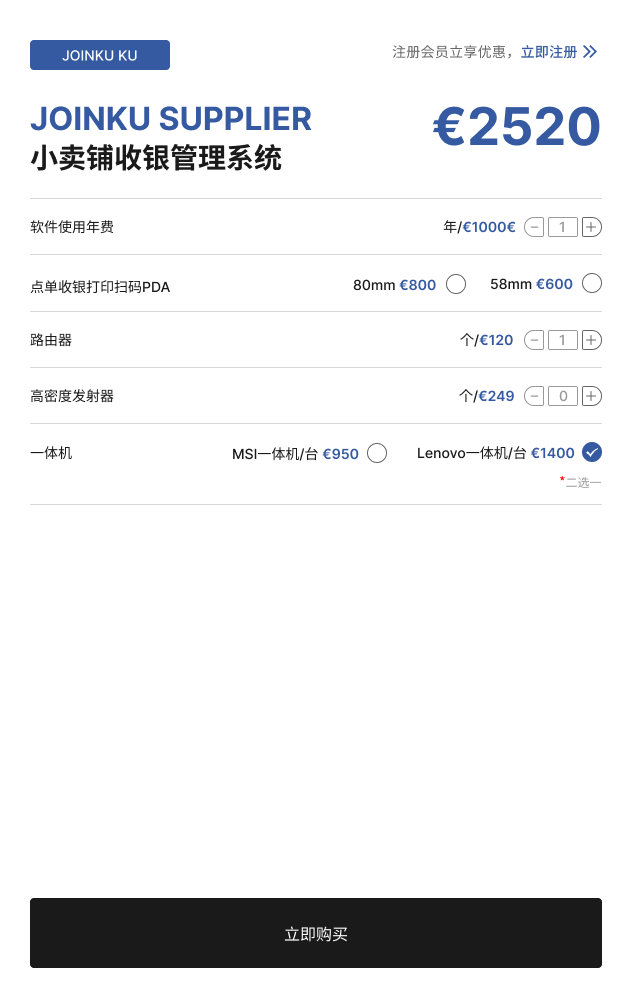 JOINKU KU
注册会员立享优惠，立即注册
JOINKU SUPPLIER
€2520
小卖铺收银管理系统
软件使用年费 年/€1000€ 1
点单收银打印扫码PDA 80mm €800 58mm €600
路由器 个/€120 1
高密度发射器 个/€249 0
一体机 MSI一体机/台 €950 Lenovo一体机/台 €1400
*二选一
立即购买